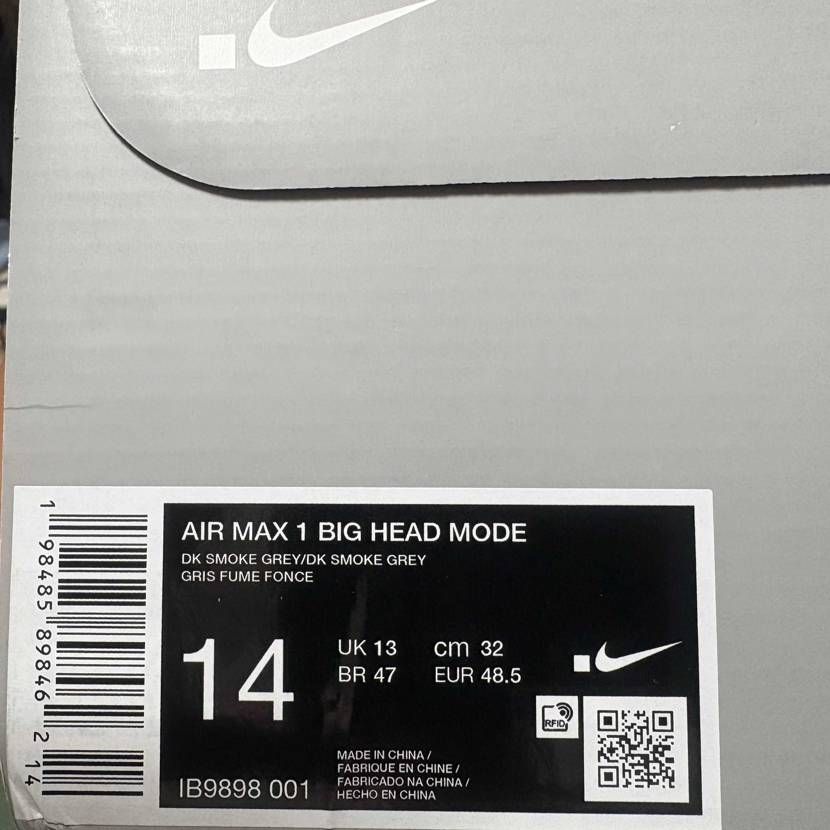 AIR MAX 1 BIG HEAD MODE
DK SMOKE GREY/DK SMOKE GREY
GRIS FUME FONCE
14
UK 13 cm 32
BR 47 EUR 48.5
RFID
MADE IN CHINA /
FABRIQUE EN CHINE /
FABRICADO NA CHINA /
HECHO EN CHINA
IB9898 001
1 98485 89846 2 14